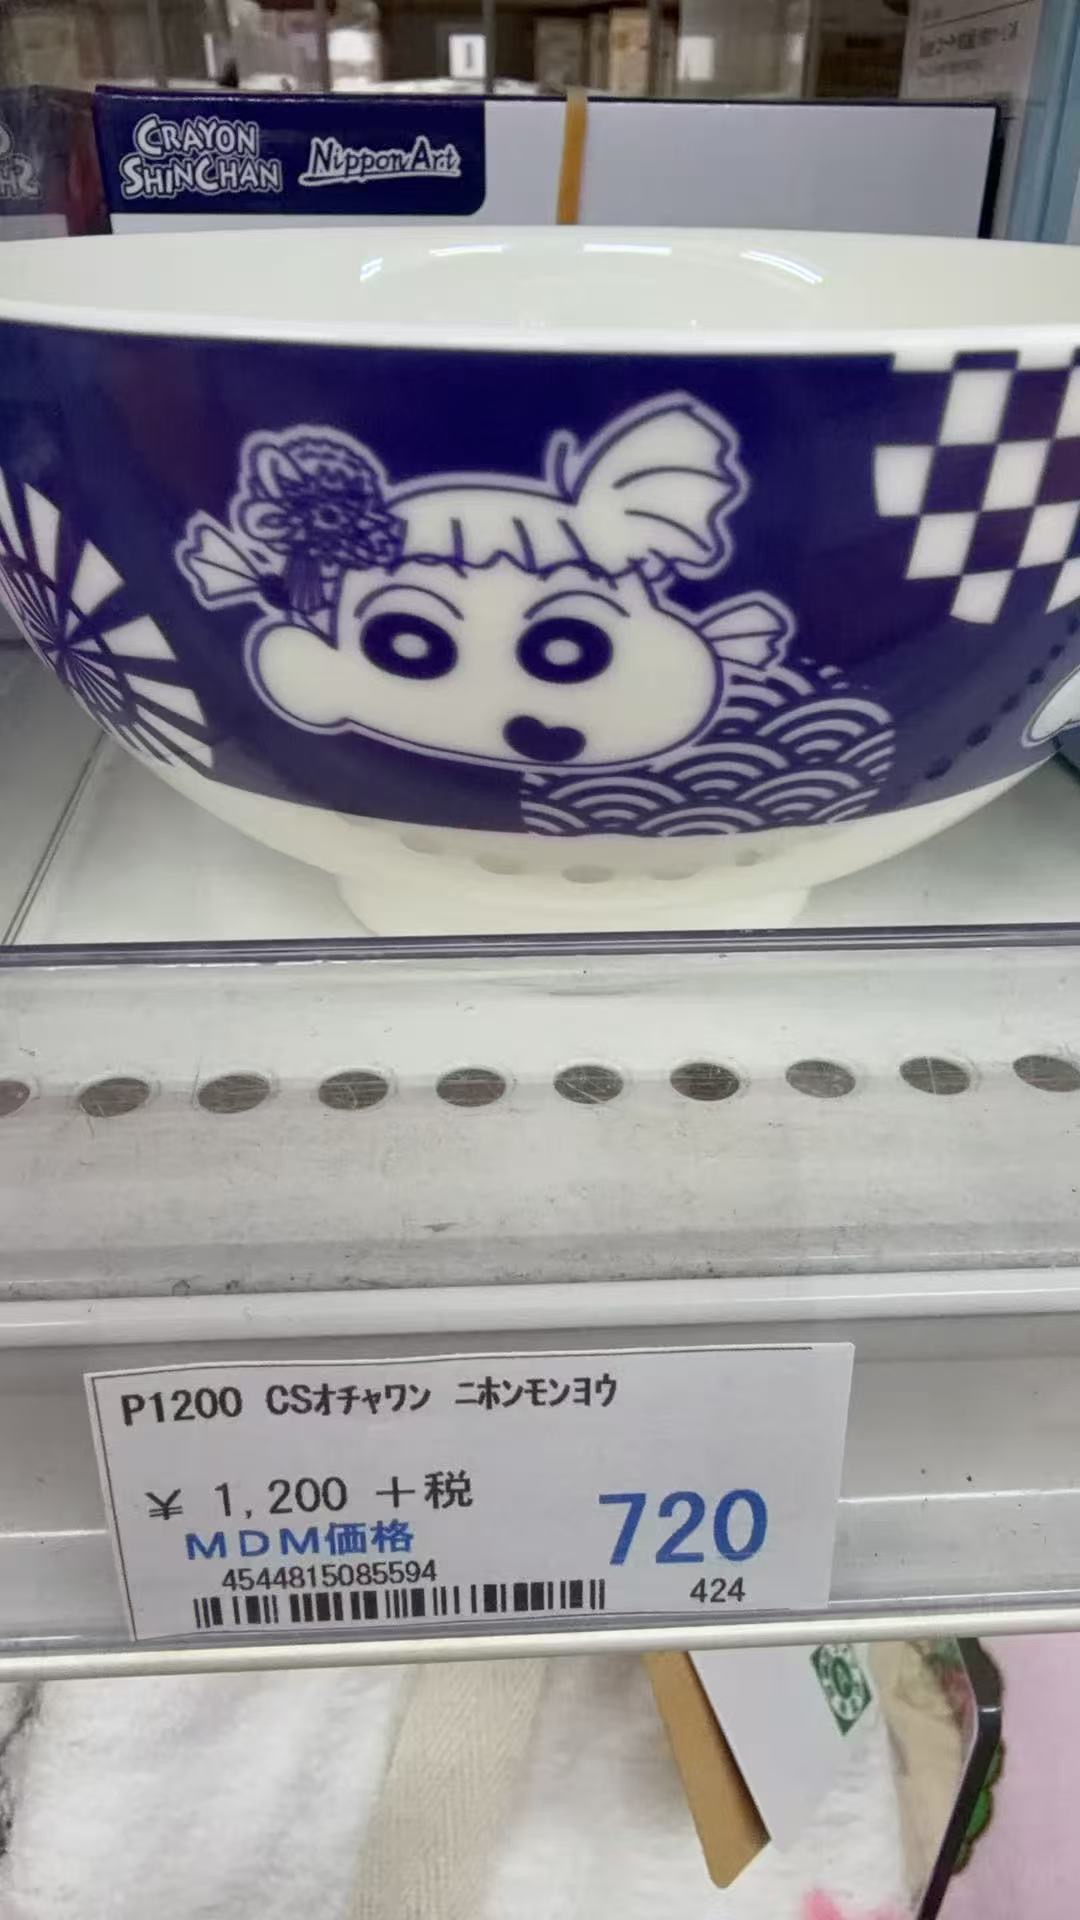 CRAYON
SHINCHAN
NipponArt
P1200 CSオチャワン ニホンモンヨウ
￥ 1,200 ＋税
MDM価格
720
4544815085594
424